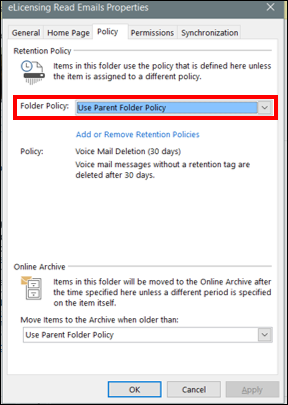 eLicensing Read Emails Properties
General Home Page Policy Permissions Synchronization
Retention Policy
Items in this folder use the policy that is defined here unless
the item is assigned to a different policy.
Folder Policy: Use Parent Folder Policy
Add or Remove Retention Policies
Policy: Voice Mail Deletion (30 days)
Voice mail messages without a retention tag are
deleted after 30 days.
Online Archive
Items in this folder will be moved to the Online Archive after
the time specified here unless a different period is specified
on the item itself.
Move Items to the Archive when older than:
Use Parent Folder Policy
OK Cancel Apply